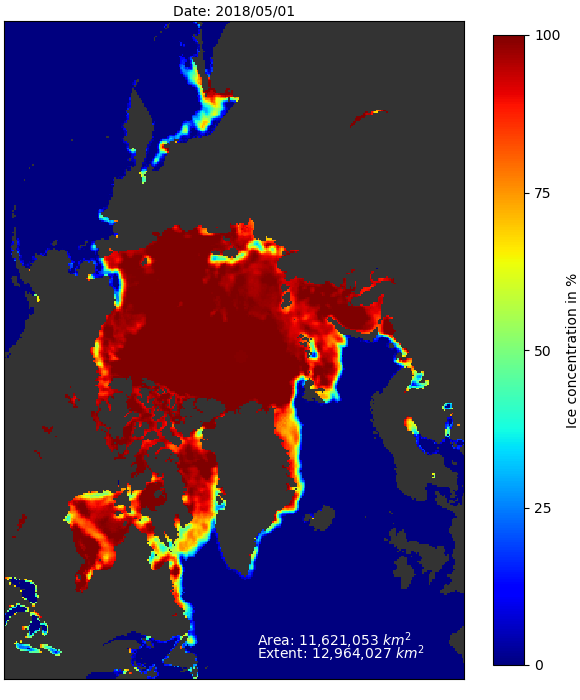 Date: 2018/05/01
100
75
50
25
0
Ice concentration in %
Area: 11,621,053 km²
Extent: 12,964,027 km²